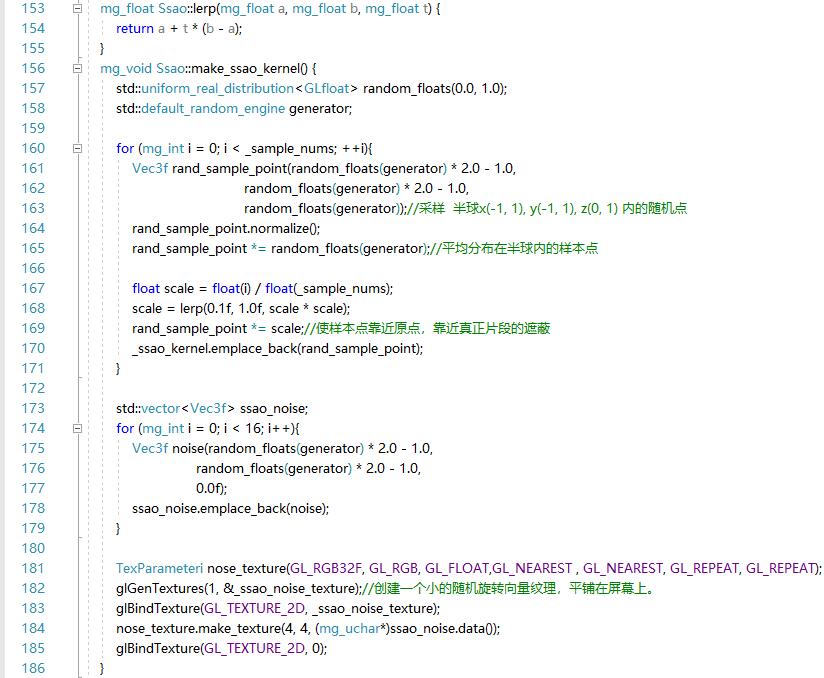 153 mg_float Ssao::lerp(mg_float a, mg_float b, mg_float t) {
154 return a + t * (b - a);
155 }
156 mg_void Ssao::make_ssao_kernel() {
157 std::uniform_real_distribution<GLfloat> random_floats(0.0, 1.0);
158 std::default_random_engine generator;
159
160 for (mg_int i = 0; i < _sample_nums; ++i){
161 Vec3f rand_sample_point(random_floats(generator) * 2.0 - 1.0,
162 random_floats(generator) * 2.0 - 1.0,
163 random_floats(generator));//采样 半球x(-1, 1), y(-1, 1), z(0, 1) 内的随机点
164 rand_sample_point.normalize();
165 rand_sample_point *= random_floats(generator);//平均分布在半球内的样本点
166
167 float scale = float(i) / float(_sample_nums);
168 scale = lerp(0.1f, 1.0f, scale * scale);
169 rand_sample_point *= scale;//使样本点靠近原点，靠近真正片段的遮蔽
170 _ssao_kernel.emplace_back(rand_sample_point);
171 }
172
173 std::vector<Vec3f> ssao_noise;
174 for (mg_int i = 0; i < 16; i++){
175 Vec3f noise(random_floats(generator) * 2.0 - 1.0,
176 random_floats(generator) * 2.0 - 1.0,
177 0.0f);
178 ssao_noise.emplace_back(noise);
179 }
180
181 TexParameteri nose_texture(GL_RGB32F, GL_RGB, GL_FLOAT,GL_NEAREST , GL_NEAREST, GL_REPEAT, GL_REPEAT);
182 glGenTextures(1, &_ssao_noise_texture);//创建一个小的随机旋转向量纹理，平铺在屏幕上。
183 glBindTexture(GL_TEXTURE_2D, _ssao_noise_texture);
184 nose_texture.make_texture(4, 4, (mg_uchar*)ssao_noise.data());
185 glBindTexture(GL_TEXTURE_2D, 0);
186 }